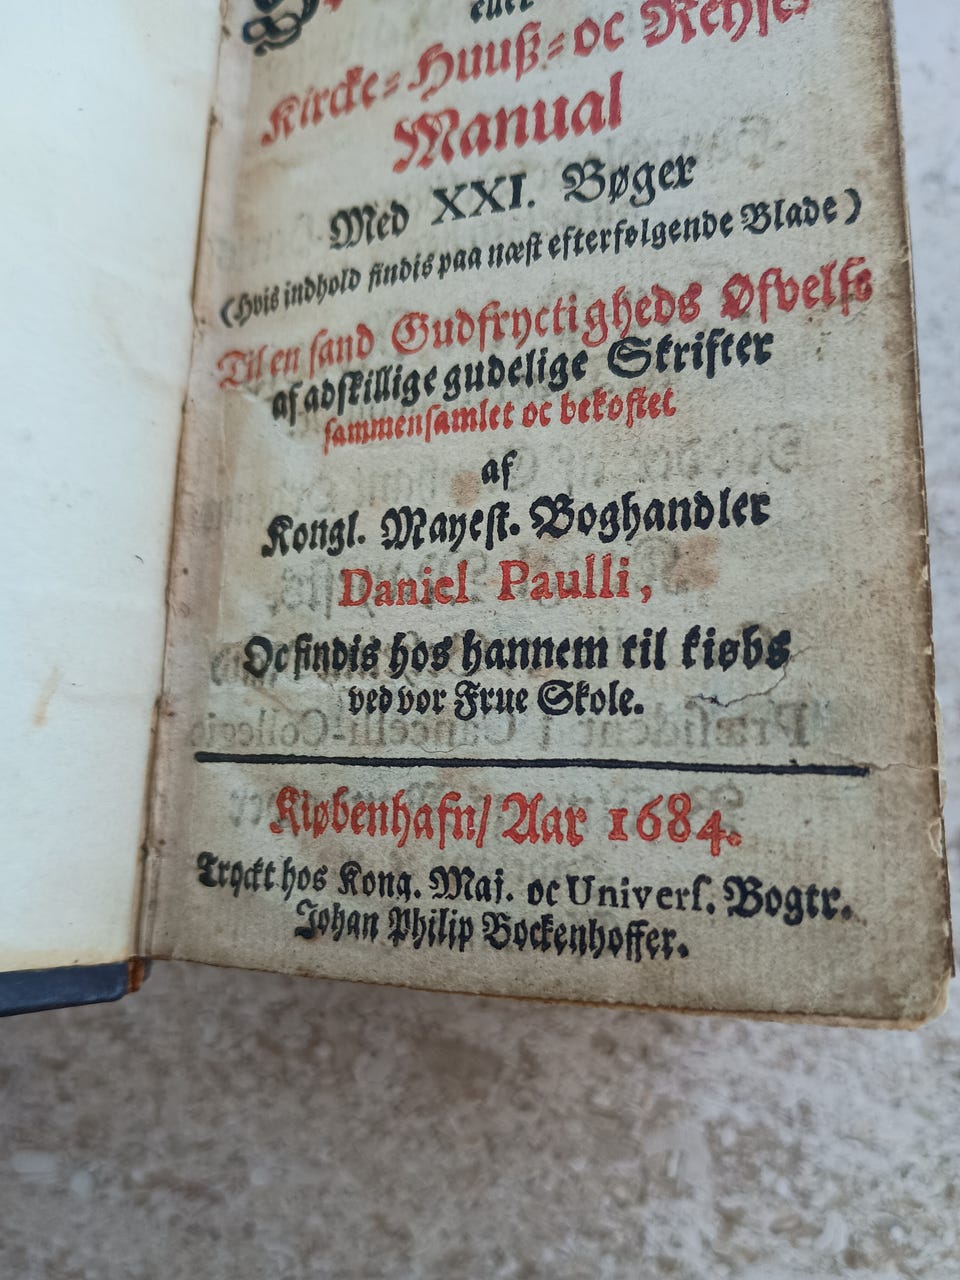 eller
Kircke-Huuß-oc Reyse
Manual
Med XXI. Bøger
(Hvis indhold findis paa næst efterfølgende Blade)
Til en sand Gudfryctigheds Øfvelse
af adskillige gudelige Skrifter
sammensamlet oc bekostet
af
Kongl. Mayest. Boghandler
Daniel Paulli,
Oc findis hos hannem til kiøbs
ved vor Frue Skole.
Kiøbenhafn/ Aar 1684.
Tryckt hos Kong. Maj. oc Univers. Bogtr.
Johan Philip Bockenhoffer.